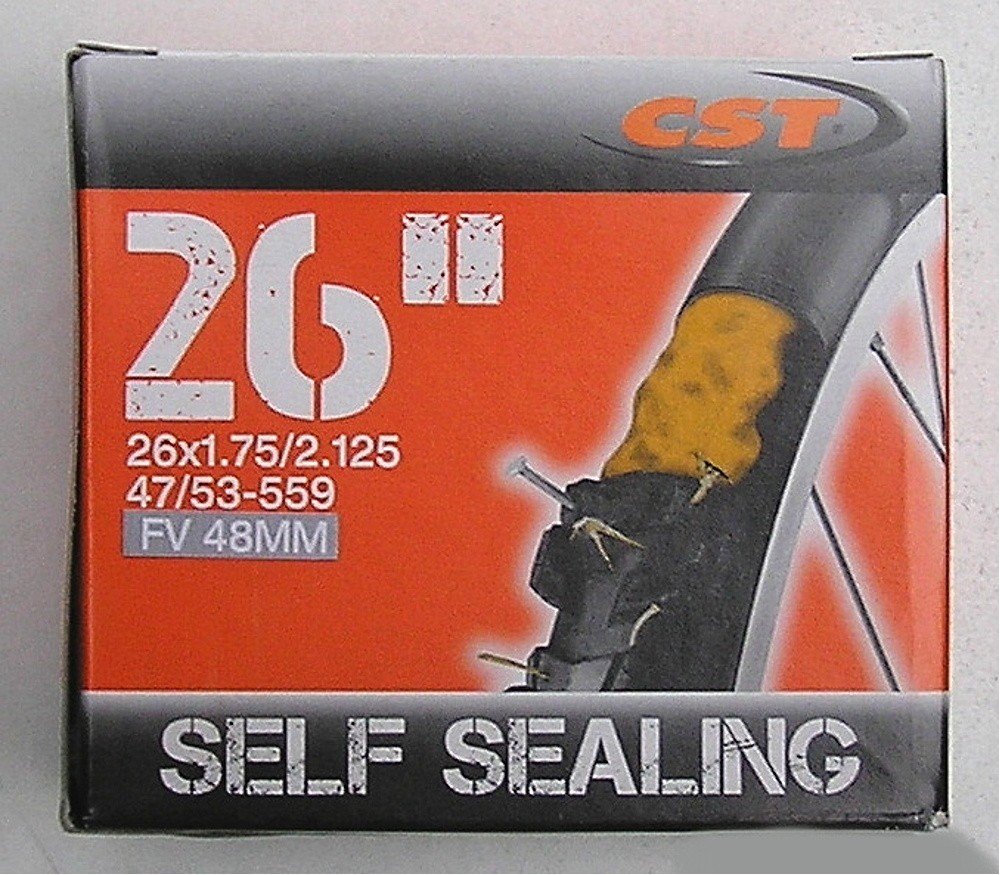 CST
26"
26x1.75/2.125
47/53-559
FV 48MM
SELF SEALING